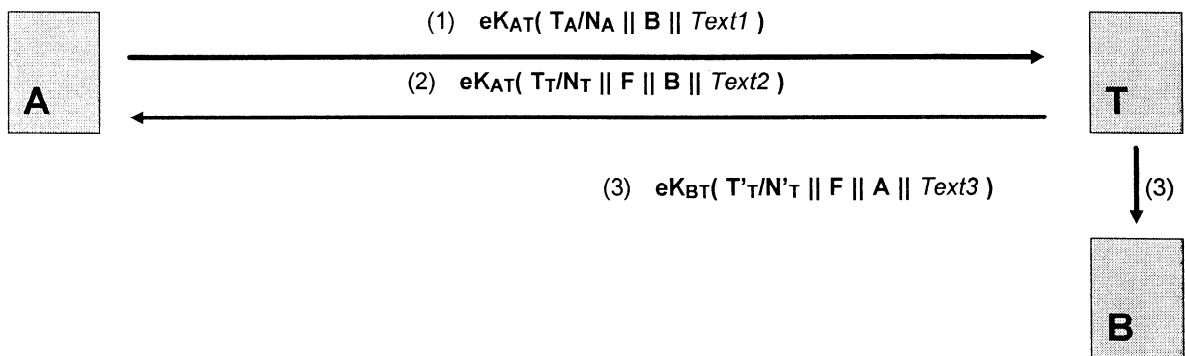 (1) eKAT( TA/NA || B || Text1 )
(2) eKAT( TT/NT || F || B || Text2 )
A
T
(3) eKBT( T'T/N'T || F || A || Text3 )
(3)
B